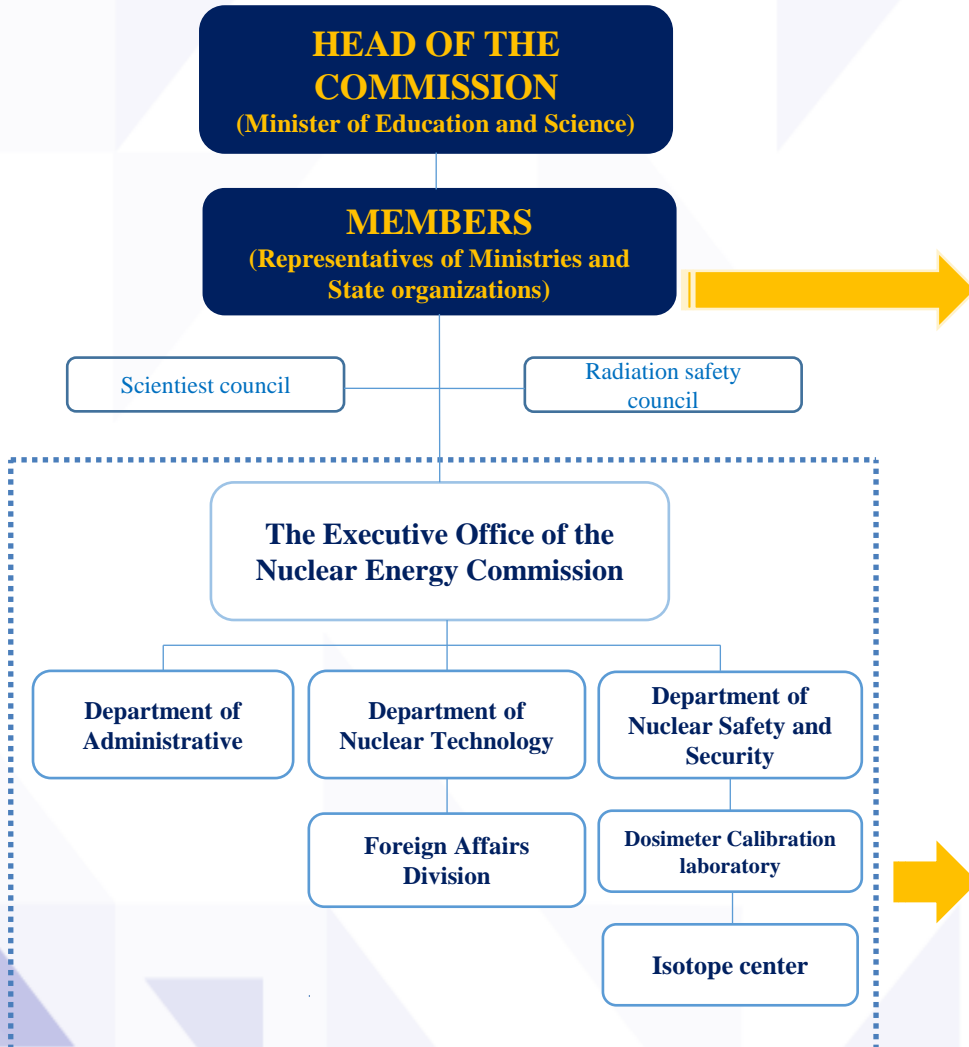 HEAD OF THE
COMMISSION
(Minister of Education and Science)
MEMBERS
(Representatives of Ministries and
State organizations)
Scientiest council
Radiation safety
council
The Executive Office of the
Nuclear Energy Commission
Department of
Administrative
Department of
Nuclear Technology
Department of
Nuclear Safety and
Security
Foreign Affairs
Division
Dosimeter Calibration
laboratory
Isotope center